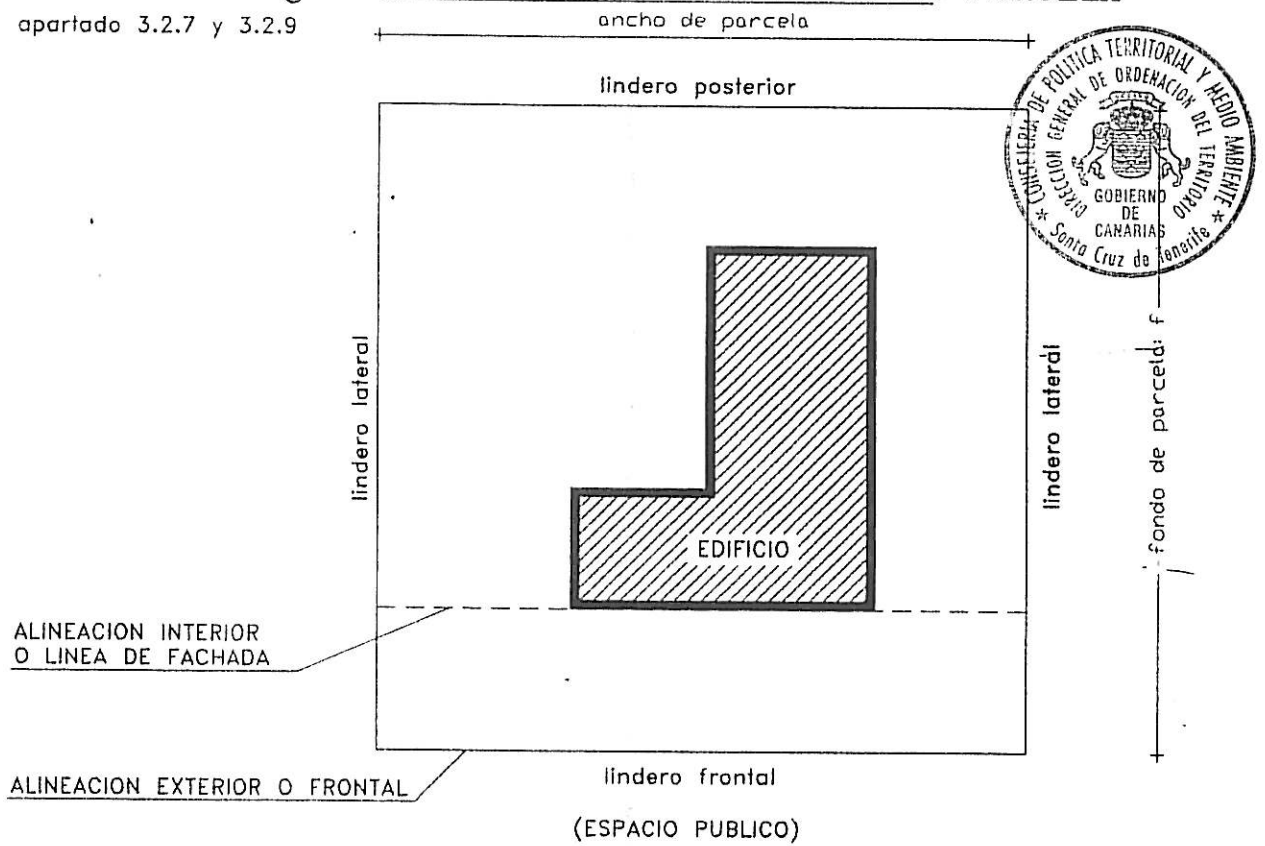 apartado 3.2.7 y 3.2.9
ancho de parcela
lindero posterior
CONSEJERIA DE POLITICA TERRITORIAL Y MEDIO AMBIENTE
DIRECCION GENERAL DE ORDENACION DEL TERRITORIO
GOBIERNO
DE
CANARIAS
* Santa Cruz de Tenerife *
lindero lateral
lindero lateral
fondo de parcela: f
EDIFICIO
ALINEACION INTERIOR
O LINEA DE FACHADA
ALINEACION EXTERIOR O FRONTAL
lindero frontal
(ESPACIO PUBLICO)